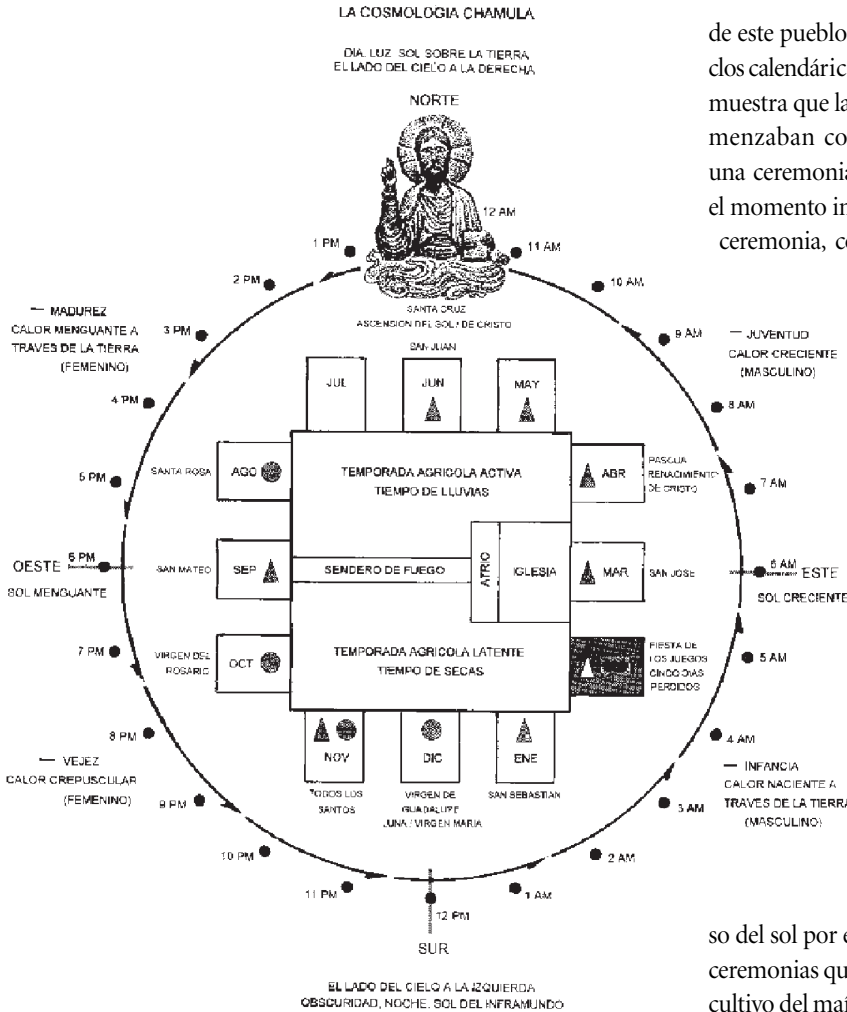 LA COSMOLOGIA CHAMULA
DIA, LUZ, SOL SOBRE LA TIERRA
EL LADO DEL CIELO A LA DERECHA
NORTE
12 AM
1 PM
11 AM
2 PM
10 AM
SANTA CRUZ
ASCENSION DEL SOL / DE CRISTO
SAN JUAN
— MADUREZ
CALOR MENGUANTE A
TRAVES DE LA TIERRA
(FEMENINO)
3 PM
9 AM
— JUVENTUD
CALOR CRECIENTE
(MASCULINO)
4 PM
8 AM
JUL
JUN
MAY
5 PM
7 AM
SANTA ROSA
AGO
TEMPORADA AGRICOLA ACTIVA
TIEMPO DE LLUVIAS
ABR
PASCUA
RENACIMIENTO
DE CRISTO
OESTE
6 PM
SOL MENGUANTE
SAN MATEO
SEP
SENDERO DE FUEGO
ATRIO
IGLESIA
MAR
SAN JOSE
6 AM
ESTE
SOL CRECIENTE
7 PM
VIRGEN DEL
ROSARIO
OCT
TEMPORADA AGRICOLA LATENTE
TIEMPO DE SECAS
FIESTA DE
LOS JUEGOS
CINCO DIAS
PERDIDOS
5 AM
8 PM
4 AM
— VEJEZ
CALOR CREPUSCULAR
(FEMENINO)
9 PM
NOV
DIC
ENE
TODOS LOS
SANTOS
VIRGEN DE
GUADALUPE
JUNA / VIRGEN MARIA
SAN SEBASTIAN
3 AM
— INFANCIA
CALOR NACIENTE A
TRAVES DE LA TIERRA
(MASCULINO)
10 PM
2 AM
11 PM
1 AM
12 PM
SUR
EL LADO DEL CIELO A LA IZQUIERDA
OBSCURIDAD, NOCHE, SOL DEL INFRAMUNDO
de este pueblo
clos calendáric
muestra que la
menzaban co
una ceremonia
el momento in
ceremonia, co
so del sol por e
ceremonias qu
cultivo del maí